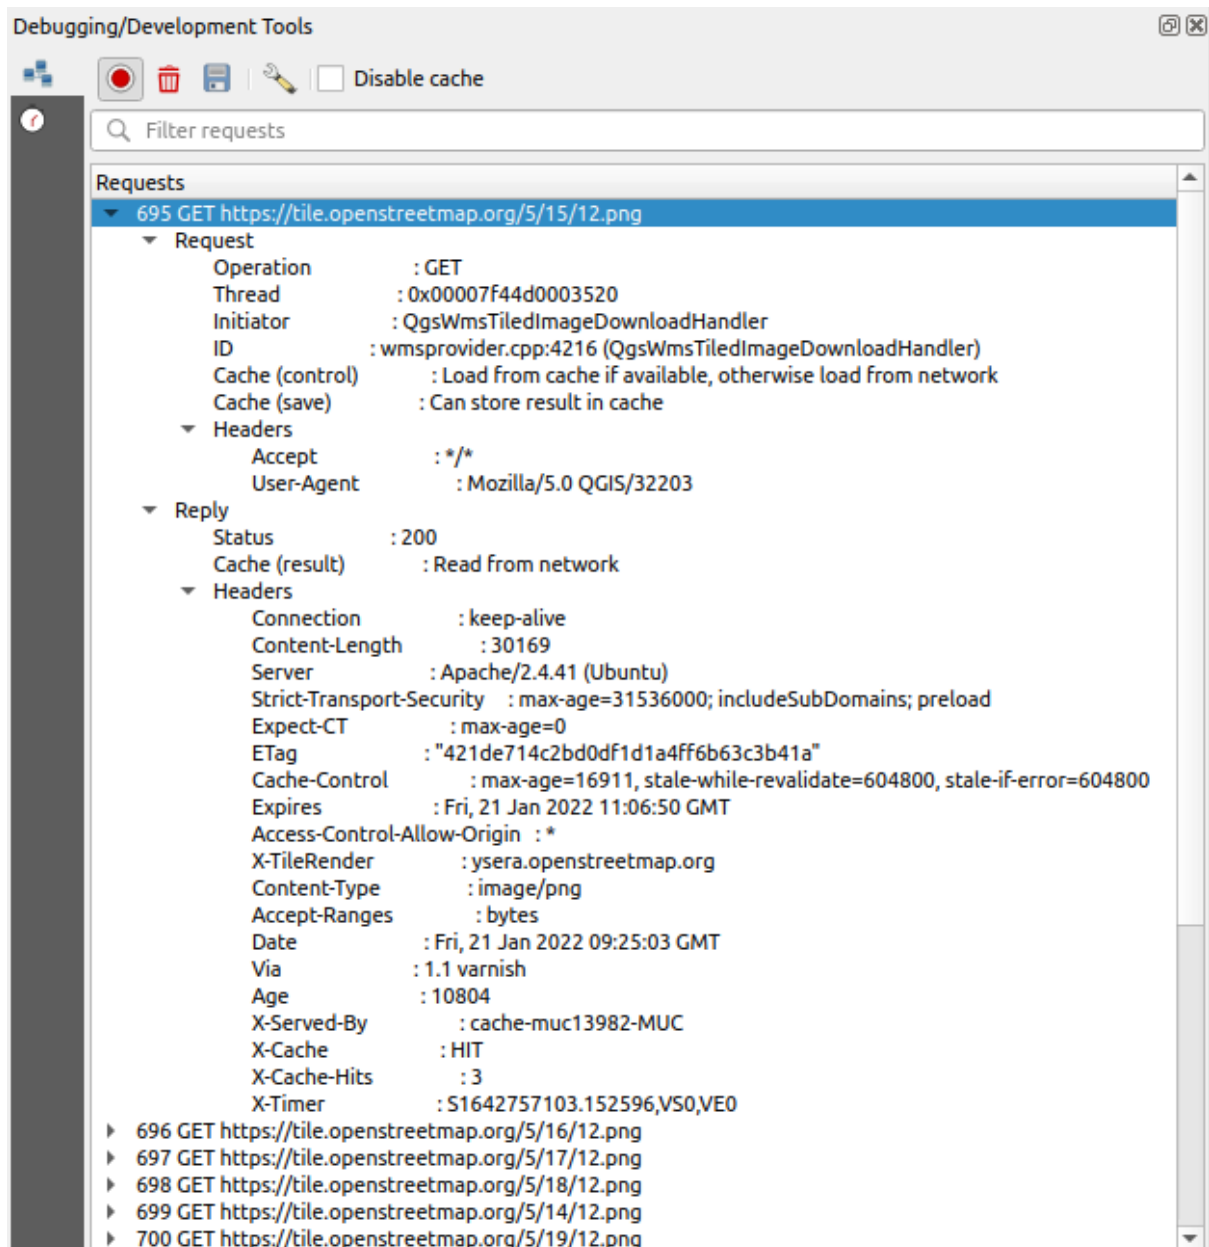 Debugging/Development Tools
Disable cache
Filter requests
Requests
695 GET https://tile.openstreetmap.org/5/15/12.png
Request
Operation : GET
Thread : 0x00007f44d0003520
Initiator : QgsWmsTiledImageDownloadHandler
ID : wmsprovider.cpp:4216 (QgsWmsTiledImageDownloadHandler)
Cache (control) : Load from cache if available, otherwise load from network
Cache (save) : Can store result in cache
Headers
Accept : */*
User-Agent : Mozilla/5.0 QGIS/32203
Reply
Status : 200
Cache (result) : Read from network
Headers
Connection : keep-alive
Content-Length : 30169
Server : Apache/2.4.41 (Ubuntu)
Strict-Transport-Security : max-age=31536000; includeSubDomains; preload
Expect-CT : max-age=0
ETag : "421de714c2bd0df1d1a4ff6b63c3b41a"
Cache-Control : max-age=16911, stale-while-revalidate=604800, stale-if-error=604800
Expires : Fri, 21 Jan 2022 11:06:50 GMT
Access-Control-Allow-Origin : *
X-TileRender : ysera.openstreetmap.org
Content-Type : image/png
Accept-Ranges : bytes
Date : Fri, 21 Jan 2022 09:25:03 GMT
Via : 1.1 varnish
Age : 10804
X-Served-By : cache-muc13982-MUC
X-Cache : HIT
X-Cache-Hits : 3
X-Timer : S1642757103.152596,VS0,VE0
696 GET https://tile.openstreetmap.org/5/16/12.png
697 GET https://tile.openstreetmap.org/5/17/12.png
698 GET https://tile.openstreetmap.org/5/18/12.png
699 GET https://tile.openstreetmap.org/5/14/12.png
700 GET https://tile.openstreetmap.org/5/19/12.png